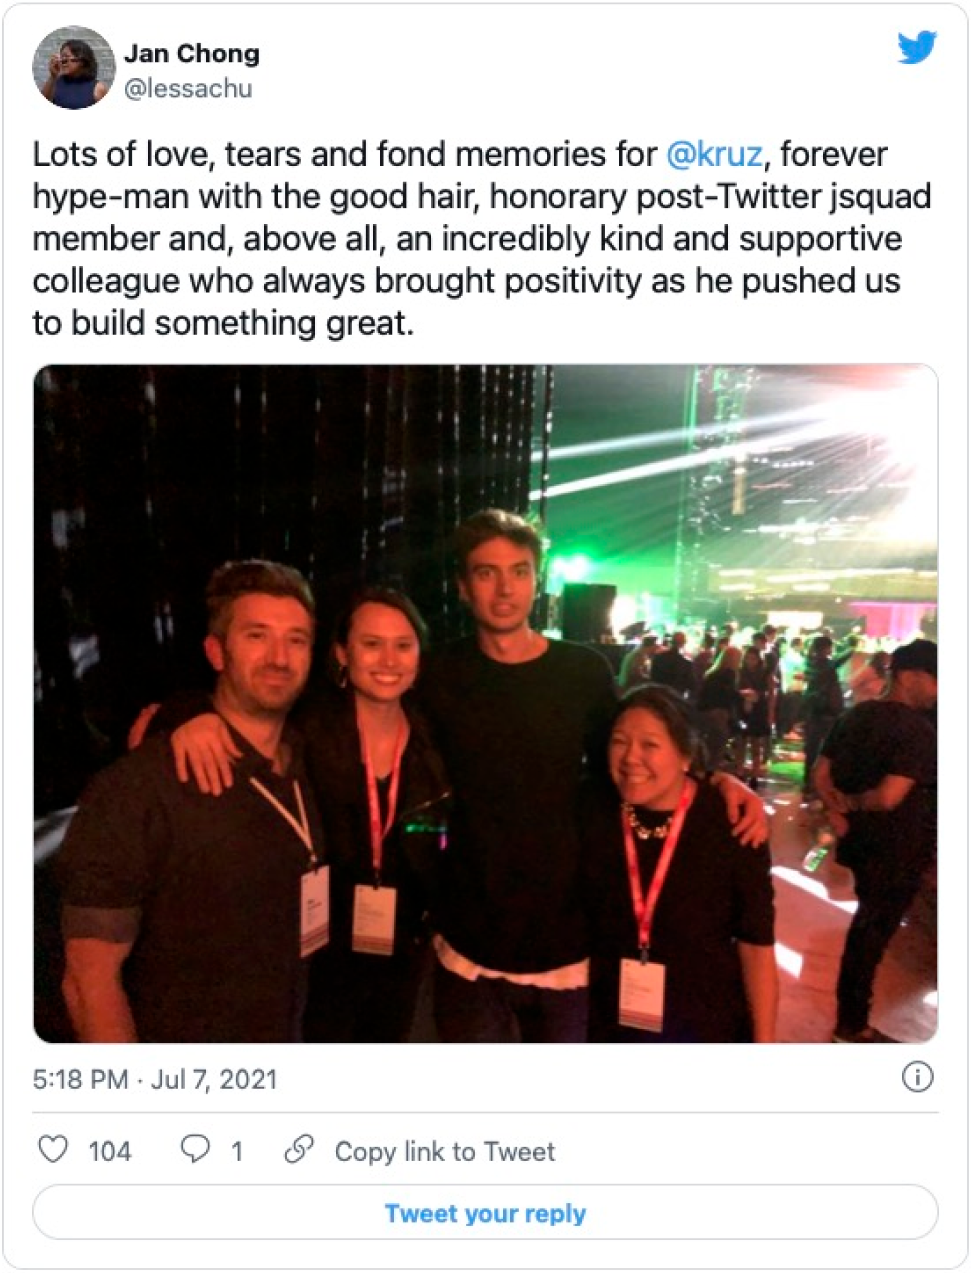 Jan Chong
@lessachu
Lots of love, tears and fond memories for @kruz, forever
hype-man with the good hair, honorary post-Twitter jsquad
member and, above all, an incredibly kind and supportive
colleague who always brought positivity as he pushed us
to build something great.
5:18 PM · Jul 7, 2021
104 1 Copy link to Tweet
Tweet your reply